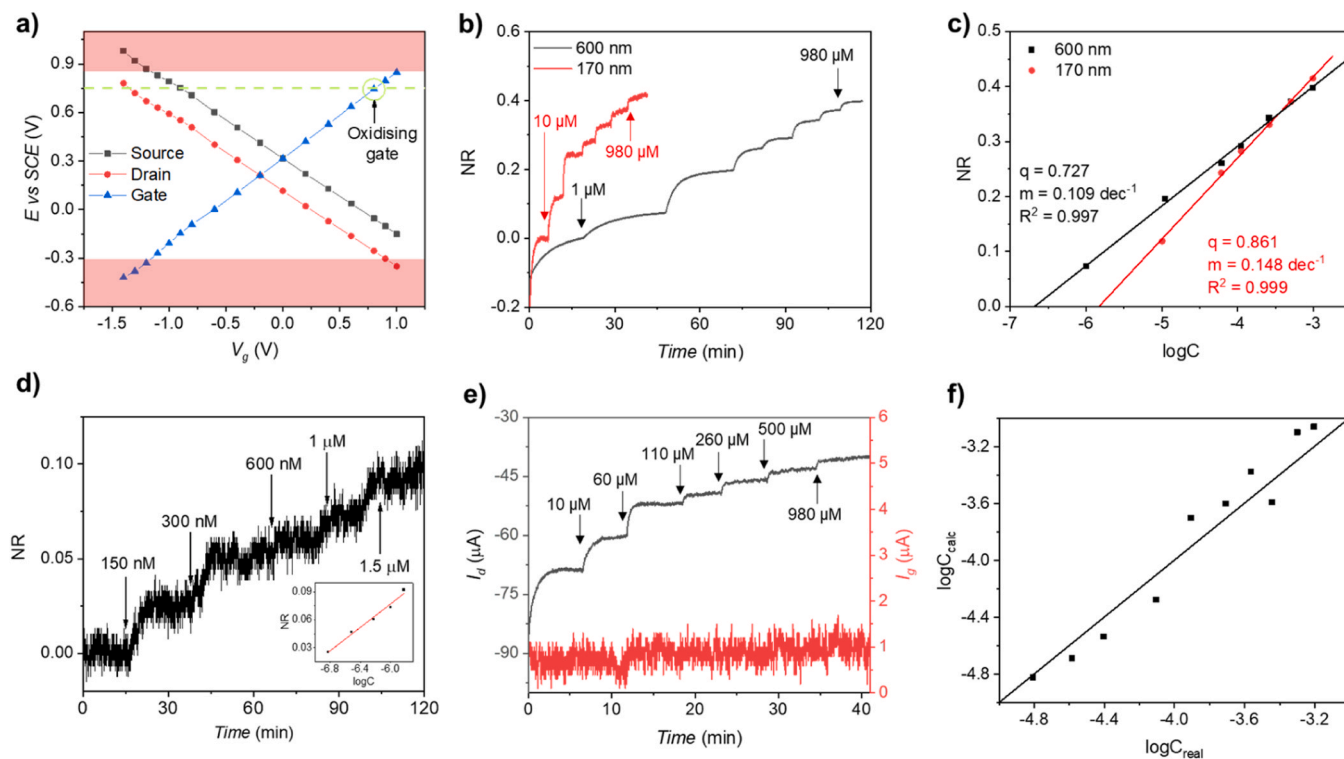 a)
E vs SCE (V)
0.9
0.6
0.3
0.0
-0.3
-0.6
Source
Drain
Gate
Oxidising
gate
-1.5
-1.0
-0.5
0.0
0.5
1.0
V_g (V)
b)
NR
0.6
0.4
0.2
0.0
-0.2
600 nm
170 nm
980 μM
10 μM
980 μM
1 μM
0
30
60
90
120
Time (min)
c)
NR
0.5
0.4
0.3
0.2
0.1
0.0
600 nm
170 nm
q = 0.727
m = 0.109 dec⁻¹
R² = 0.997
q = 0.861
m = 0.148 dec⁻¹
R² = 0.999
-7
-6
-5
-4
-3
logC
d)
NR
0.10
0.05
0.00
150 nM
300 nM
600 nM
1 μM
1.5 μM
NR
0.09
0.06
0.03
-6.8
-6.4
-6.0
logC
0
30
60
90
120
Time (min)
e)
I_d (μA)
-30
-45
-60
-75
-90
10 μM
60 μM
110 μM
260 μM
500 μM
980 μM
6
5
4
3
2
1
0
I_g (μA)
0
10
20
30
40
Time (min)
f)
logC_calc
-3.2
-3.6
-4.0
-4.4
-4.8
-4.8
-4.4
-4.0
-3.6
-3.2
logC_real